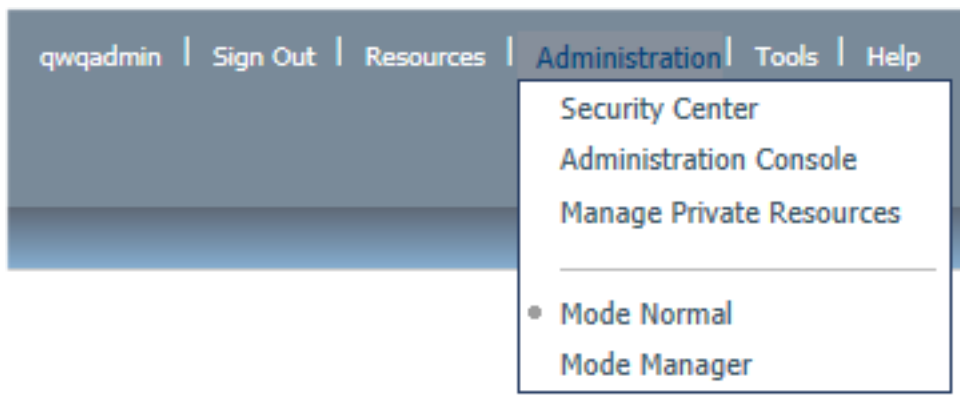 qwqadmin | Sign Out | Resources | Administration | Tools | Help
Security Center
Administration Console
Manage Private Resources
Mode Normal
Mode Manager